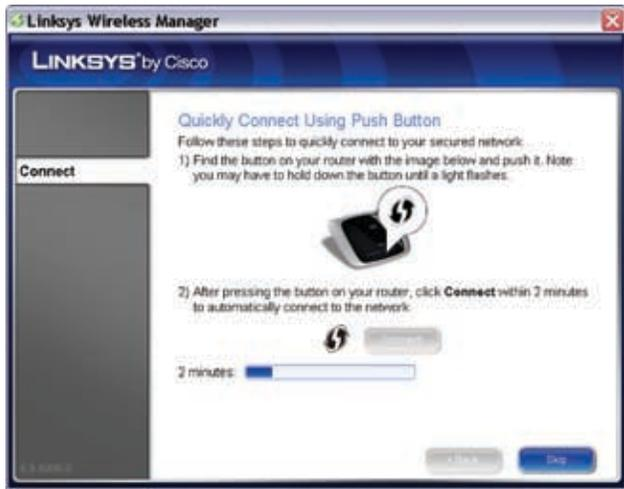 Linksys Wireless Manager
LINKSYS by Cisco
Quickly Connect Using Push Button
Follow these steps to quickly connect to your secured network
1) Find the button on your router with the image below and push it. Note
you may have to hold down the button until a light flashes.
Connect
2) After pressing the button on your router, click Connect within 2 minutes
to automatically connect to the network
2 minutes:
Skip